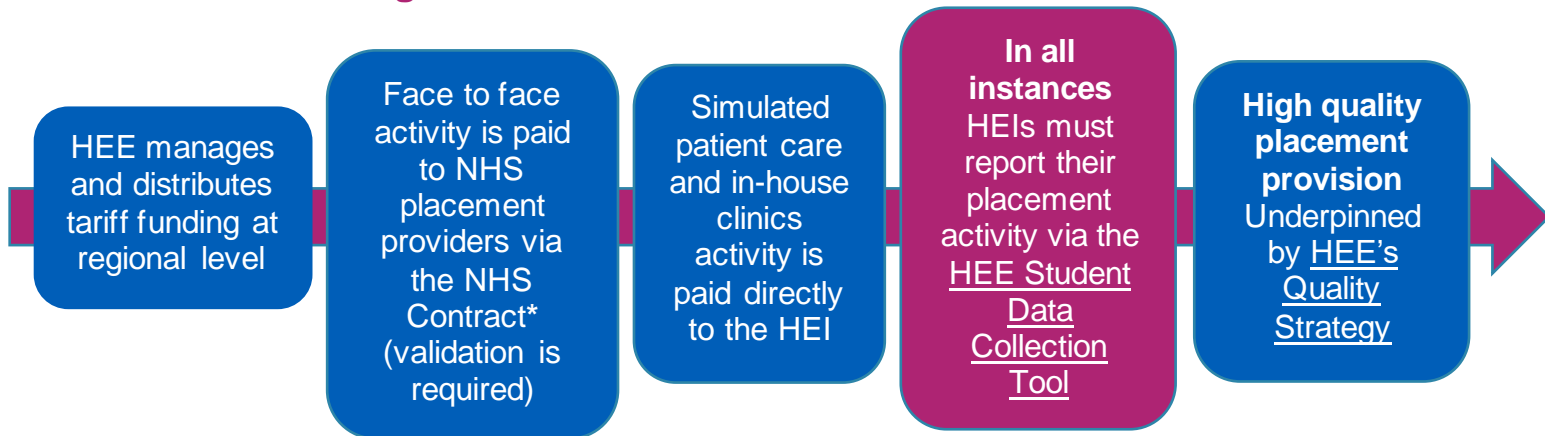 HEE manages
and distributes
tariff funding at
regional level
Face to face
activity is paid
to NHS
placement
providers via
the NHS
Contract*
(validation is
required)
Simulated
patient care
and in-house
clinics
activity is
paid directly
to the HEI
In all
instances
HEIs must
report their
placement
activity via the
HEE Student
Data
Collection
Tool
High quality
placement
provision
Underpinned
by HEE’s
Quality
Strategy